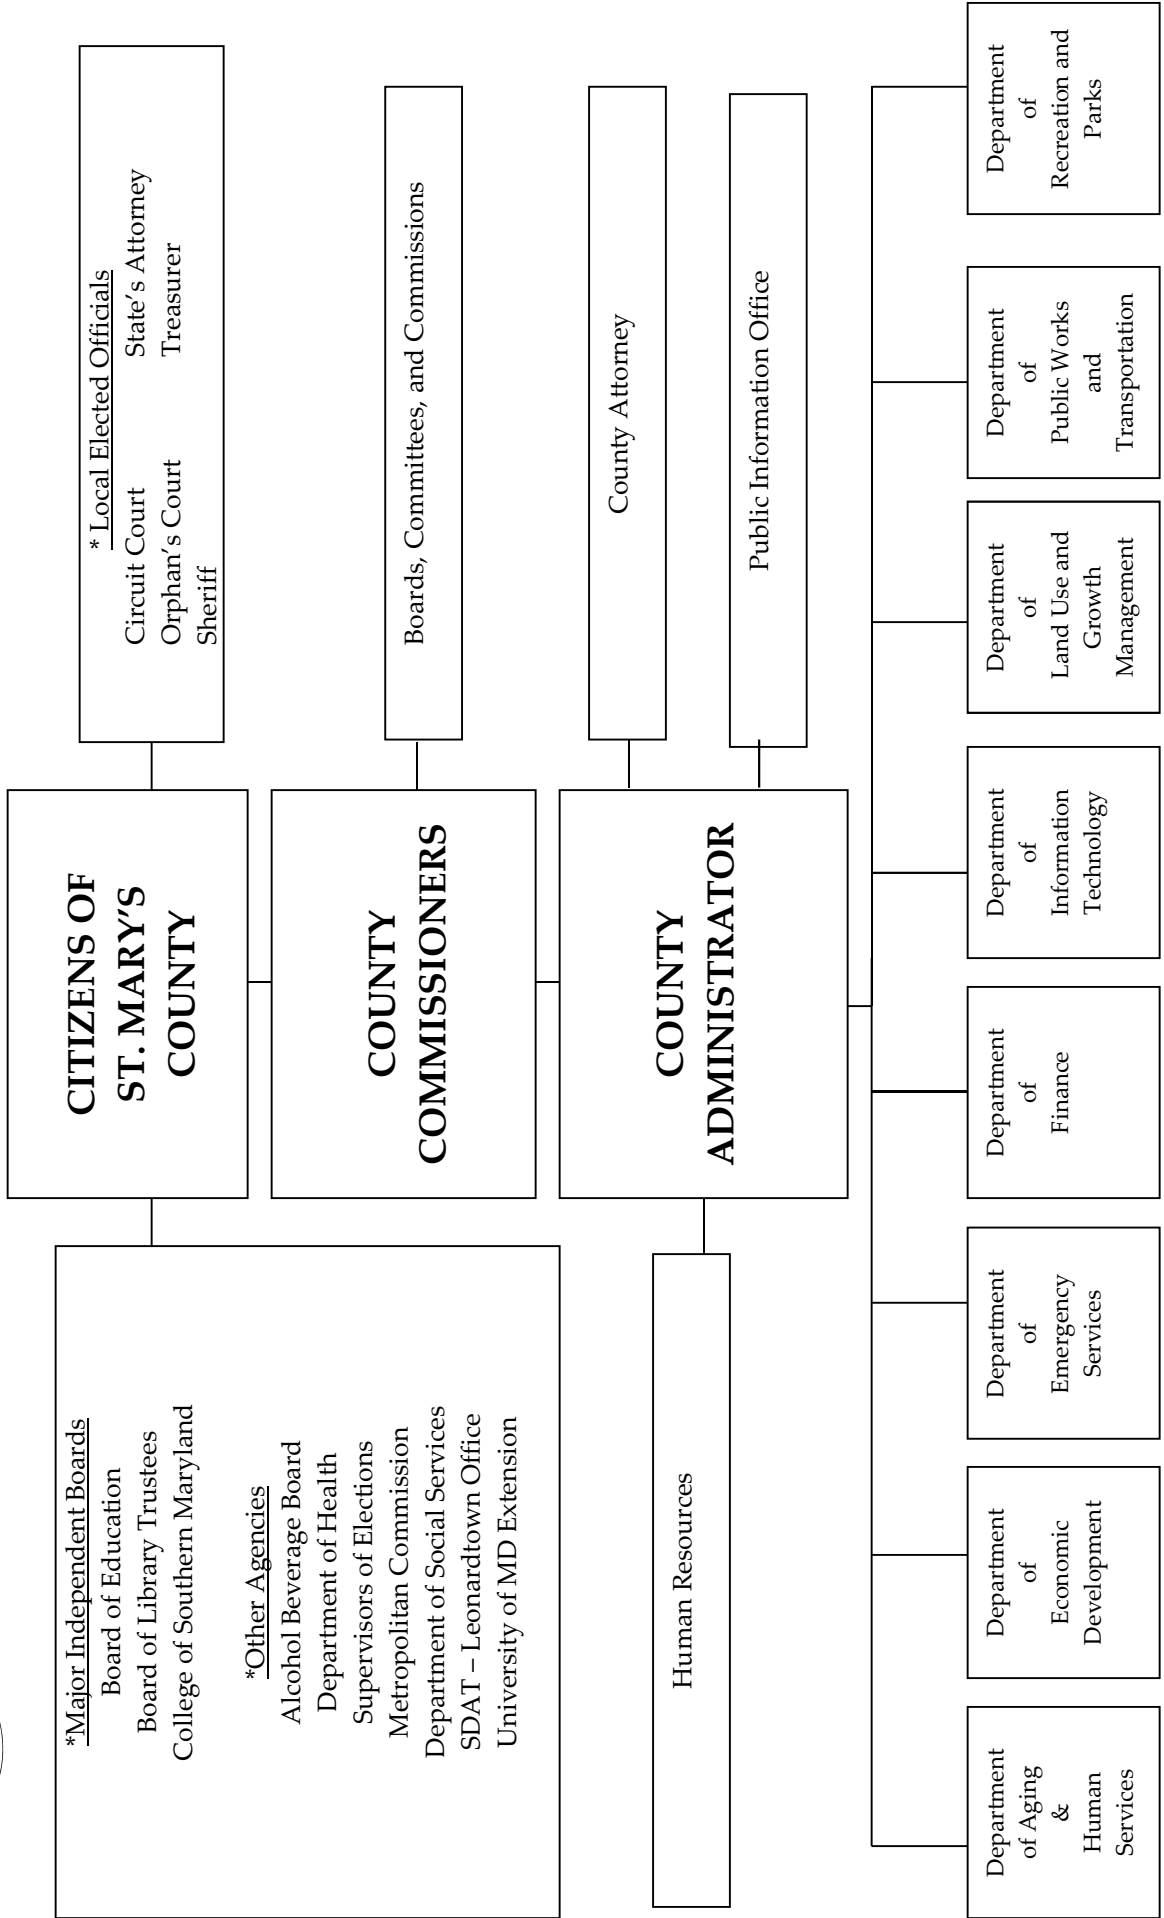 *Major Independent Boards
Board of Education
Board of Library Trustees
College of Southern Maryland
*Other Agencies
Alcohol Beverage Board
Department of Health
Supervisors of Elections
Metropolitan Commission
Department of Social Services
SDAT – Leonardtown Office
University of MD Extension
CITIZENS OF
ST. MARY'S
COUNTY
* Local Elected Officials
Circuit Court State's Attorney
Orphan's Court Treasurer
Sheriff
COUNTY
COMMISSIONERS
Boards, Committees, and Commissions
Human Resources
COUNTY
ADMINISTRATOR
County Attorney
Public Information Office
Department
of Aging
&
Human
Services
Department
of
Economic
Development
Department
of
Emergency
Services
Department
of
Finance
Department
of
Information
Technology
Department
of
Land Use and
Growth
Management
Department
of
Public Works
and
Transportation
Department
of
Recreation and
Parks